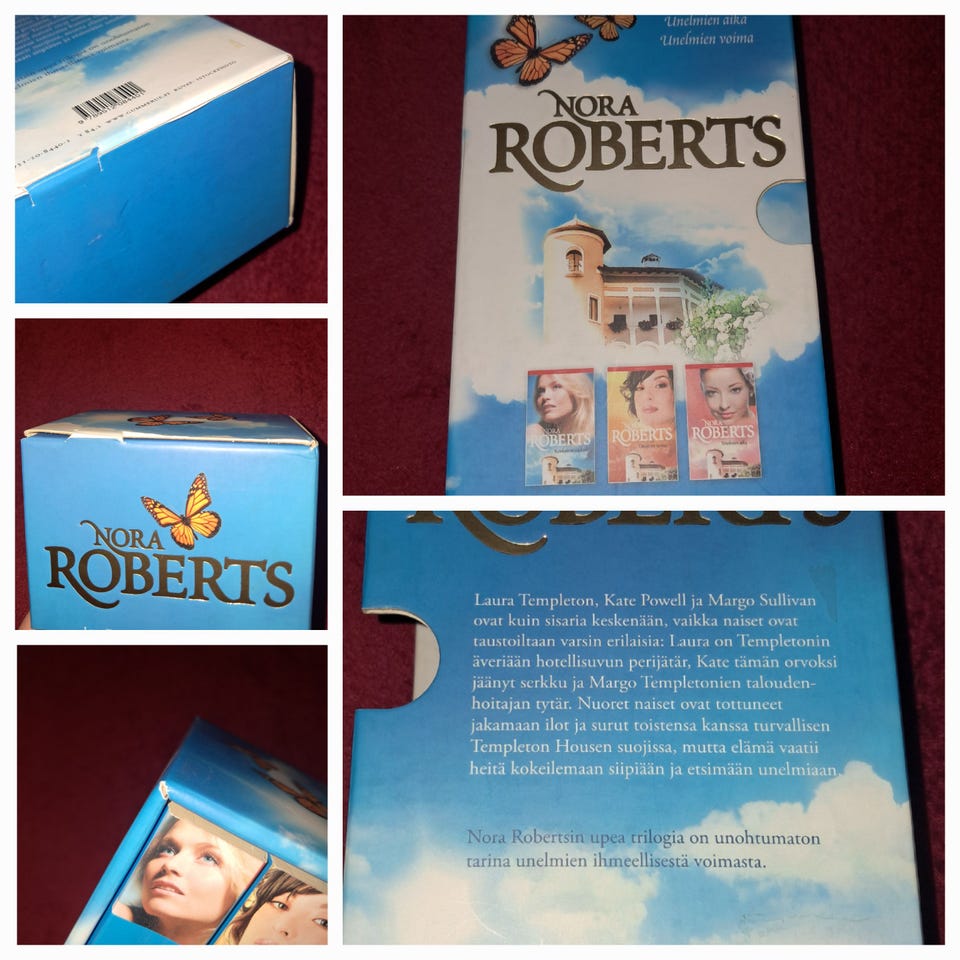 www.gummerus.fi
NORA
ROBERTS
Unelmien aika
Unelmien voima
NORA
ROBERTS
NORA
ROBERTS
NORA
ROBERTS
NORA
ROBERTS
ROBERTS
Laura Templeton, Kate Powell ja Margo Sullivan
ovat kuin sisaria keskenään, vaikka naiset ovat
taustoiltaan varsin erilaisia: Laura on Templetonin
äveriään hotellisuvun perijätär, Kate tämän orvoksi
jäänyt serkku ja Margo Templetonien talouden-
hoitajan tytär. Nuoret naiset ovat tottuneet
jakamaan ilot ja surut toistensa kanssa turvallisen
Templeton Housen suojissa, mutta elämä vaatii
heitä kokeilemaan siipiään ja etsimään unelmiaan.
Nora Robertsin upea trilogia on unohtumaton
tarina unelmien ihmeellisestä voimasta.